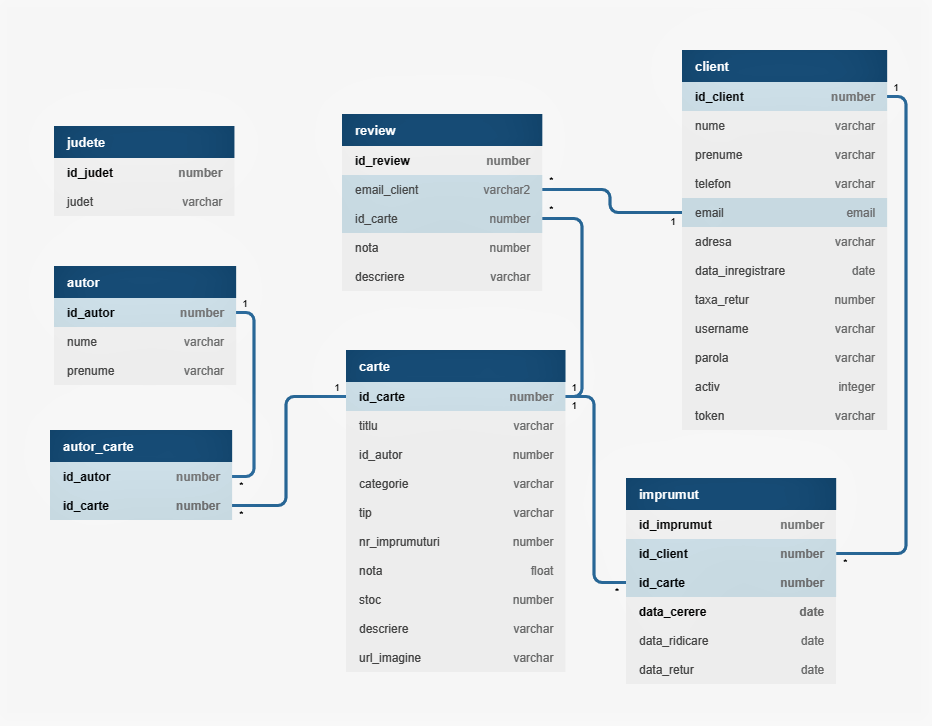 judete
id_judet number
judet varchar
autor
id_autor number
nume varchar
prenume varchar
1
autor_carte
id_autor number
id_carte number
*
*
review
id_review number
email_client varchar2
id_carte number
nota number
descriere varchar
*
*
1
carte
id_carte number
titlu varchar
id_autor number
categorie varchar
tip varchar
nr_imprumuturi number
nota float
stoc number
descriere varchar
url_imagine varchar
1
1
1
client
id_client number
nume varchar
prenume varchar
telefon varchar
email email
adresa varchar
data_inregistrare date
taxa_retur number
username varchar
parola varchar
activ integer
token varchar
1
imprumut
id_imprumut number
id_client number
id_carte number
data_cerere date
data_ridicare date
data_retur date
*
*